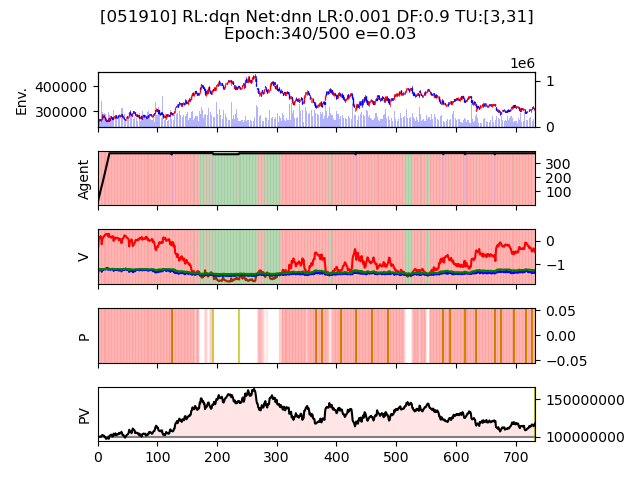 [051910] RL:dqn Net:dnn LR:0.001 DF:0.9 TU:[3,31]
Epoch:340/500 e=0.03
1e6
Env.
400000
300000
1
0
Agent
300
200
100
V
0
−1
P
0.05
0.00
−0.05
PV
150000000
100000000
0 100 200 300 400 500 600 700